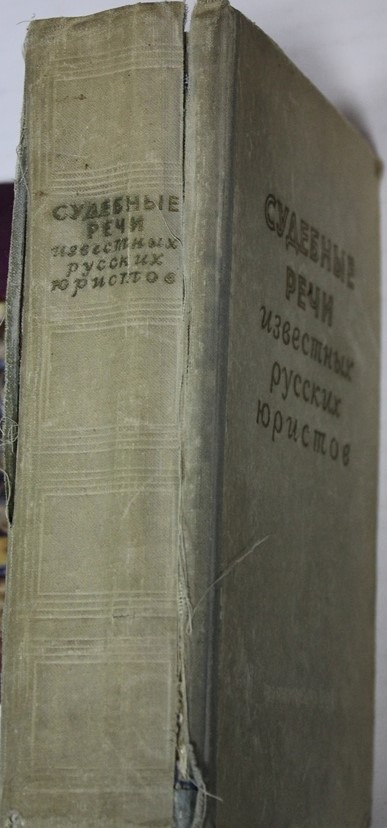 СУДЕБНЫЕ
РЕЧИ
известных
русских
юристов
СУДЕБНЫЕ
РЕЧИ
известных
русских
юристов